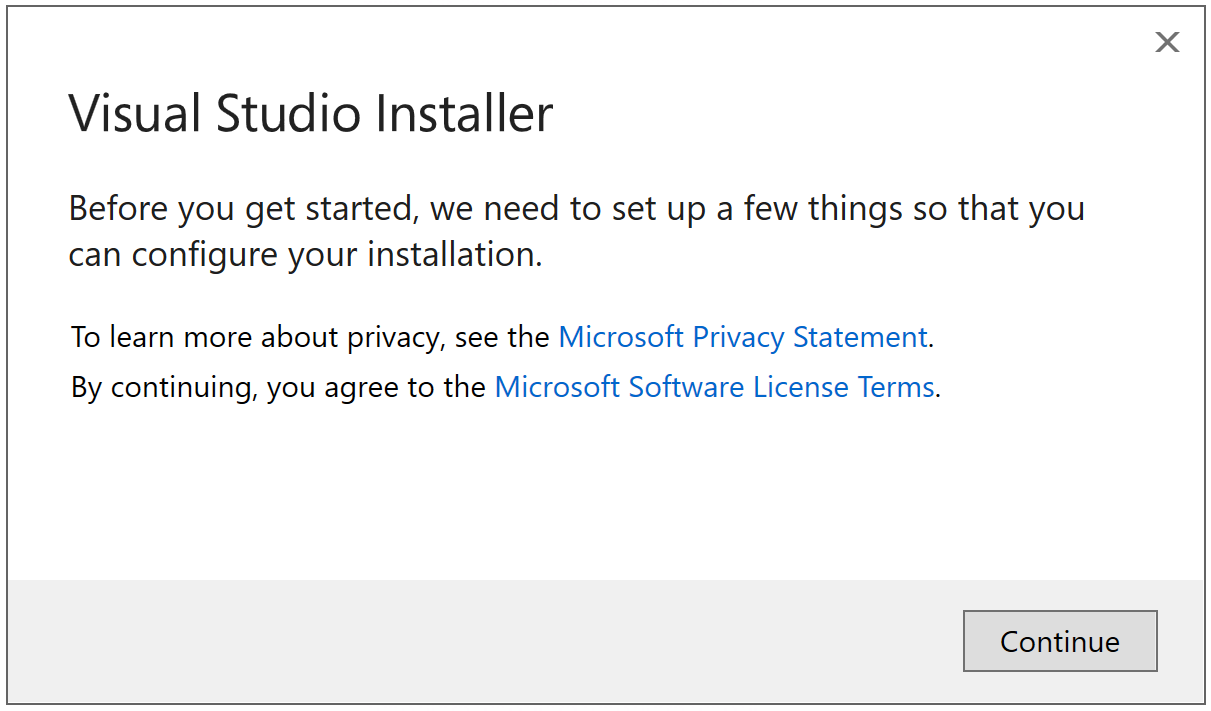 Visual Studio Installer
Before you get started, we need to set up a few things so that you
can configure your installation.
To learn more about privacy, see the Microsoft Privacy Statement.
By continuing, you agree to the Microsoft Software License Terms.
Continue